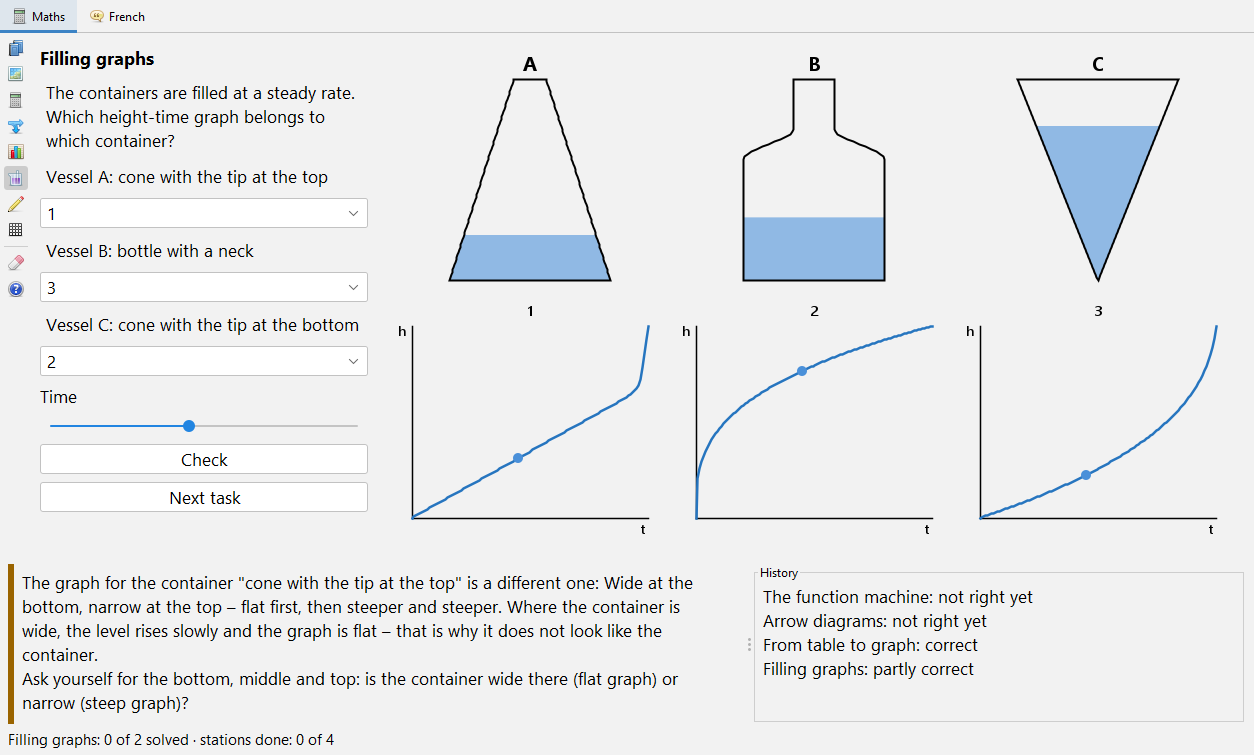 Maths
French
Filling graphs
The containers are filled at a steady rate.
Which height-time graph belongs to
which container?
Vessel A: cone with the tip at the top
1
Vessel B: bottle with a neck
3
Vessel C: cone with the tip at the bottom
2
Time
Check
Next task
A
B
C
1
2
3
h
t
h
t
h
t
The graph for the container "cone with the tip at the top" is a different one: Wide at the
bottom, narrow at the top – flat first, then steeper and steeper. Where the container is
wide, the level rises slowly and the graph is flat – that is why it does not look like the
container.
Ask yourself for the bottom, middle and top: is the container wide there (flat graph) or
narrow (steep graph)?
History
The function machine: not right yet
Arrow diagrams: not right yet
From table to graph: correct
Filling graphs: partly correct
Filling graphs: 0 of 2 solved · stations done: 0 of 4